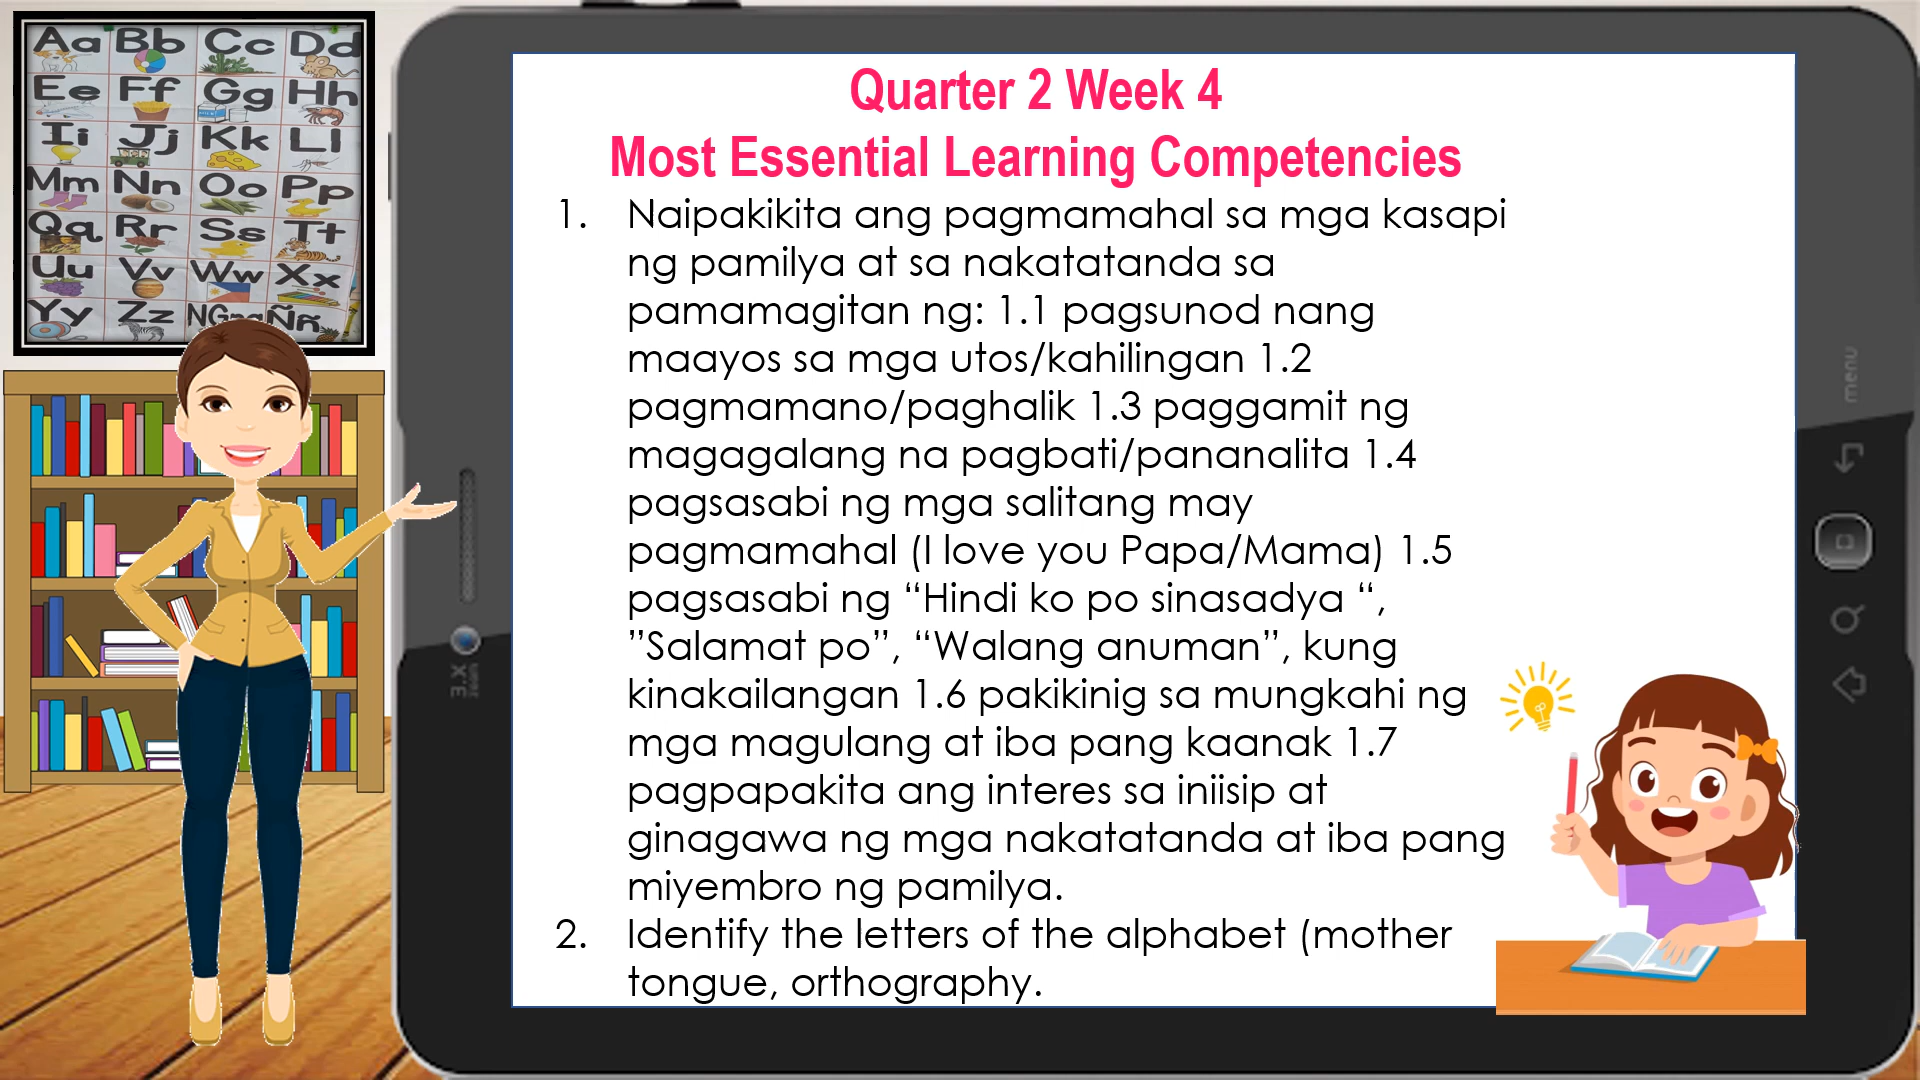 Aa Bb Cc Dd
Ee Ff Gg Hh
Ii Jj Kk Ll
Mm Nn Oo Pp
Qq Rr Ss Tt
Uu Vv Ww Xx
Yy Zz NGng Ññ
Quarter 2 Week 4
Most Essential Learning Competencies
1. Naipakikita ang pagmamahal sa mga kasapi
ng pamilya at sa nakatatanda sa
pamamagitan ng: 1.1 pagsunod nang
maayos sa mga utos/kahilingan 1.2
pagmamano/paghalik 1.3 paggamit ng
magagalang na pagbati/pananalita 1.4
pagsasabi ng mga salitang may
pagmamahal (I love you Papa/Mama) 1.5
pagsasabi ng “Hindi ko po sinasadya “,
”Salamat po”, “Walang anuman”, kung
kinakailangan 1.6 pakikinig sa mungkahi ng
mga magulang at iba pang kaanak 1.7
pagpapakita ang interes sa iniisip at
ginagawa ng mga nakatatanda at iba pang
miyembro ng pamilya.
2. Identify the letters of the alphabet (mother
tongue, orthography.
menu
3.X